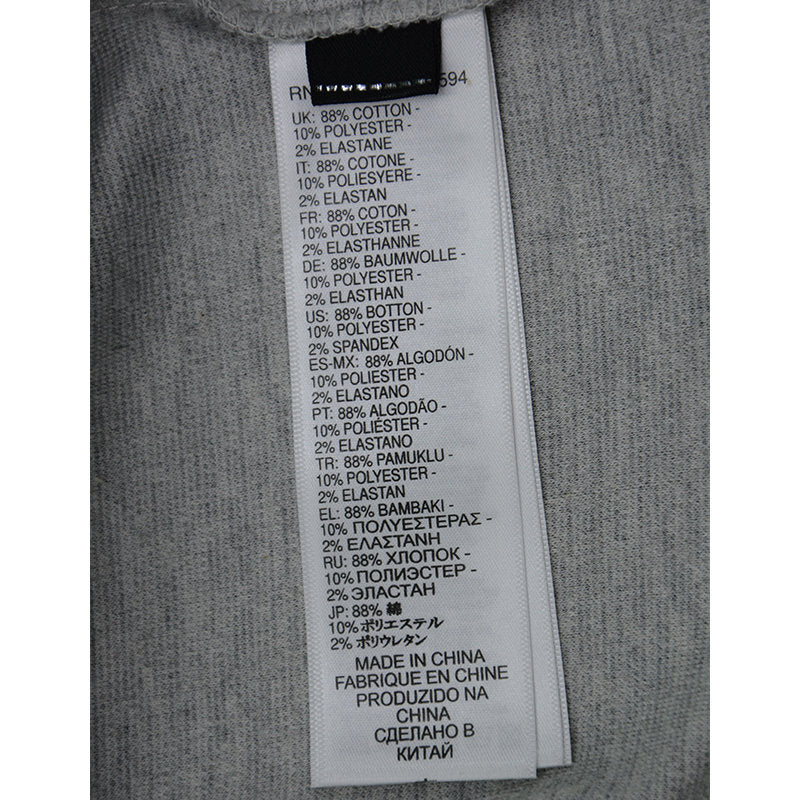 RN 594
UK: 88% COTTON -
10% POLYESTER -
2% ELASTANE
IT: 88% COTONE -
10% POLIESYERE -
2% ELASTAN
FR: 88% COTON -
10% POLYESTER -
2% ELASTHANNE
DE: 88% BAUMWOLLE -
10% POLYESTER -
2% ELASTHAN
US: 88% BOTTON -
10% POLYESTER -
2% SPANDEX
ES-MX: 88% ALGODÓN -
10% POLIESTER -
2% ELASTANO
PT: 88% ALGODÃO -
10% POLIÉSTER -
2% ELASTANO
TR: 88% PAMUKLU -
10% POLYESTER -
2% ELASTAN
EL: 88% BAMBAKI -
10% ΠΟΛΥΕΣΤΕΡΑΣ -
2% ΕΛΑΣΤΑΝΗ
RU: 88% ХЛОПОК -
10% ПОЛИЭСТЕР -
2% ЭЛАСТАН
JP: 88% 綿
10% ポリエステル
2% ポリウレタン
MADE IN CHINA
FABRIQUE EN CHINE
PRODUZIDO NA
CHINA
СДЕЛАНО В
КИТАЙ